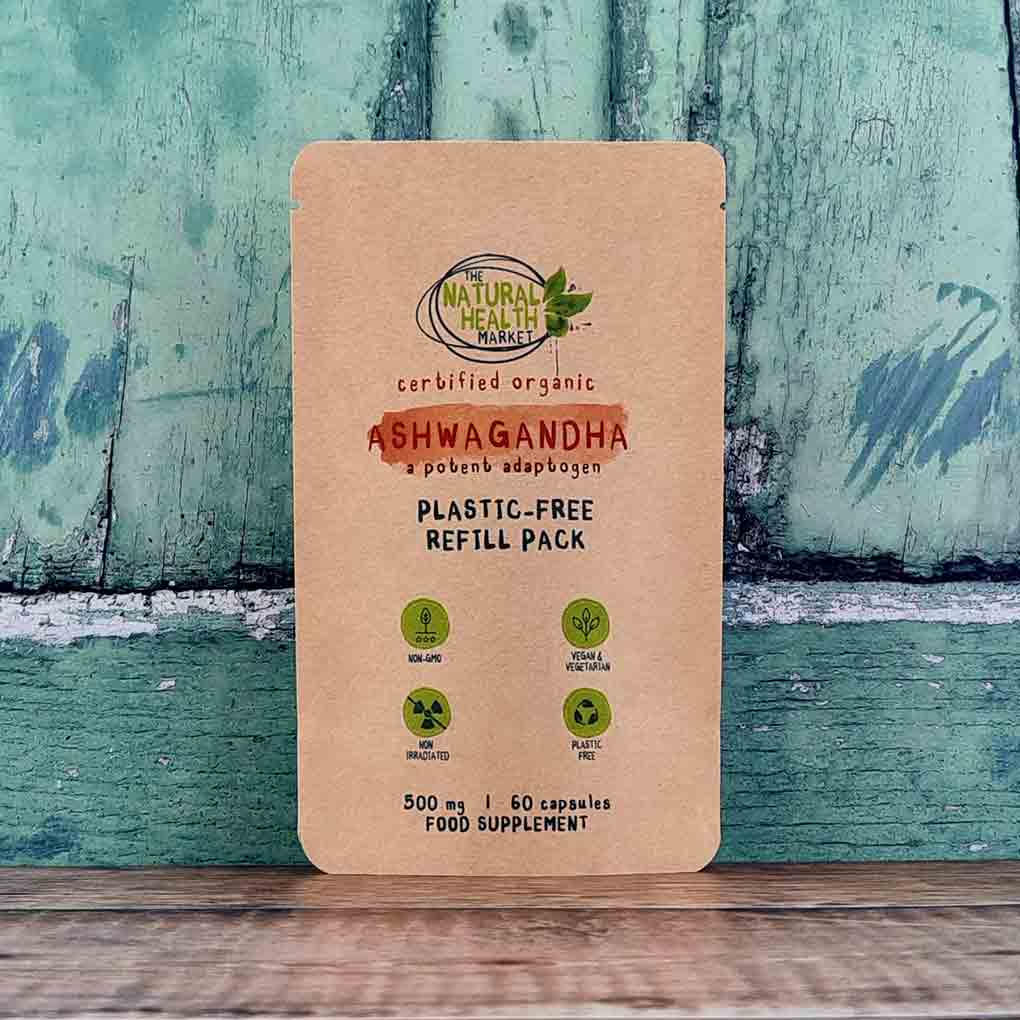 THE
NATURAL
HEALTH
MARKET
certified organic
ASHWAGANDHA
a potent adaptogen
PLASTIC-FREE
REFILL PACK
NON-GMO
VEGAN &
VEGETARIAN
NON
IRRADIATED
PLASTIC
FREE
500 mg | 60 capsules
FOOD SUPPLEMENT